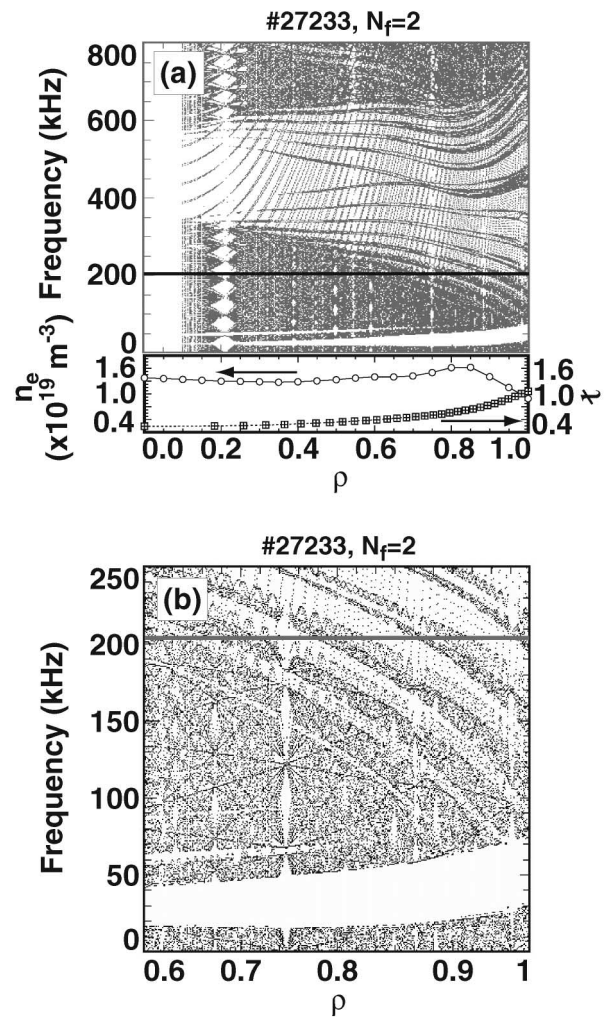 #27233, N_f=2
(a)
Frequency (kHz)
800
600
400
200
0
n_e
(x10^19 m^-3)
1.6
1.0
0.4
1.6
1.0
0.4
ι
0.0 0.2 0.4 0.6 0.8 1.0
ρ
#27233, N_f=2
(b)
Frequency (kHz)
250
200
150
100
50
0
0.6 0.7 0.8 0.9 1
ρ